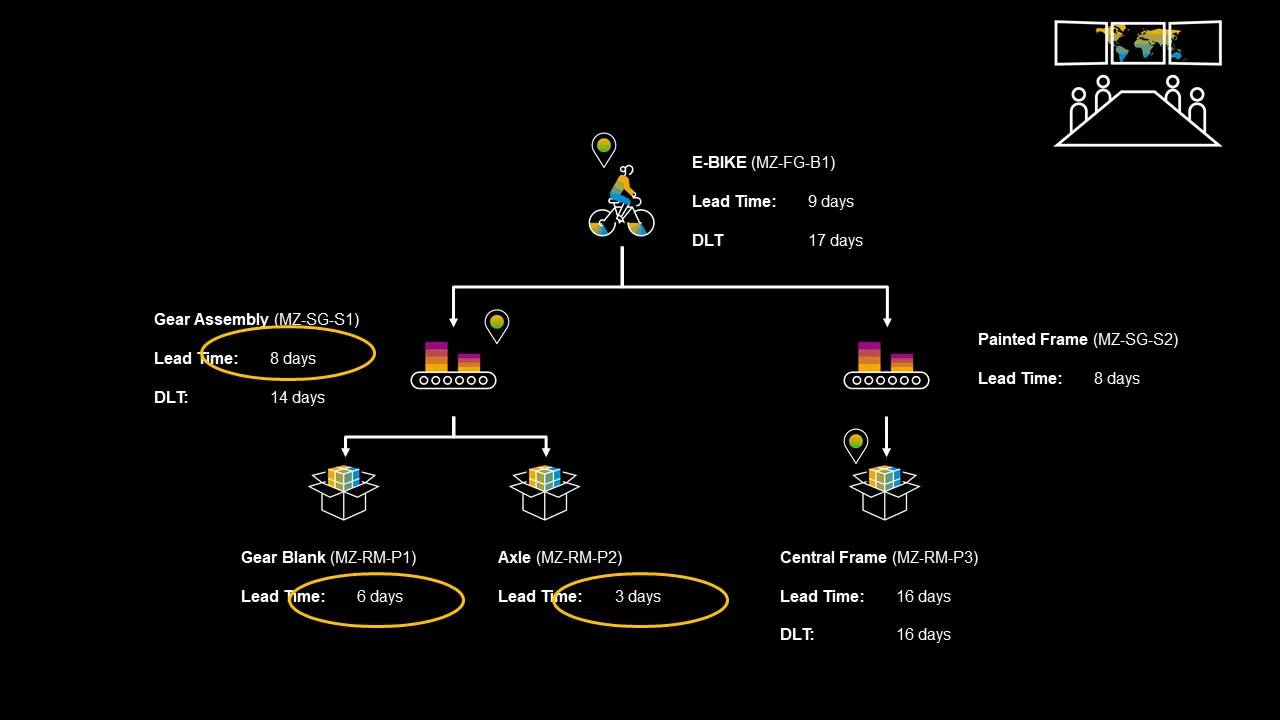 E-BIKE (MZ-FG-B1)
Lead Time: 9 days
DLT 17 days
Gear Assembly (MZ-SG-S1)
Lead Time: 8 days
DLT: 14 days
Painted Frame (MZ-SG-S2)
Lead Time: 8 days
Gear Blank (MZ-RM-P1)
Lead Time: 6 days
Axle (MZ-RM-P2)
Lead Time: 3 days
Central Frame (MZ-RM-P3)
Lead Time: 16 days
DLT: 16 days